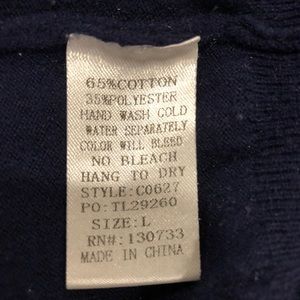 65%COTTON
35%POLYESTER
HAND WASH COLD
WATER SEPARATELY
COLOR WILL BLEED
NO BLEACH
HANG TO DRY
STYLE:C0627
PO:TL29260
SIZE:L
RN#:130733
MADE IN CHINA